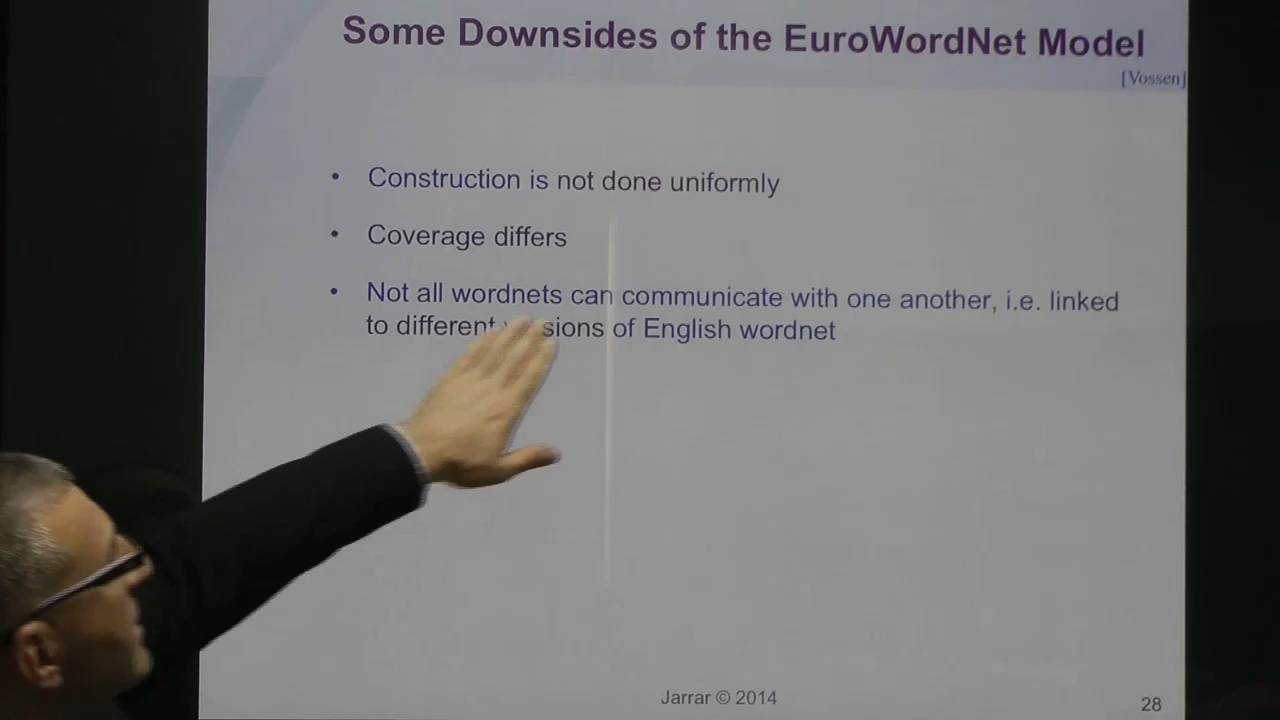 Some Downsides of the EuroWordNet Model
[Vossen]
• Construction is not done uniformly
• Coverage differs
• Not all wordnets can communicate with one another, i.e. linked
to different versions of English wordnet
Jarrar © 2014
28